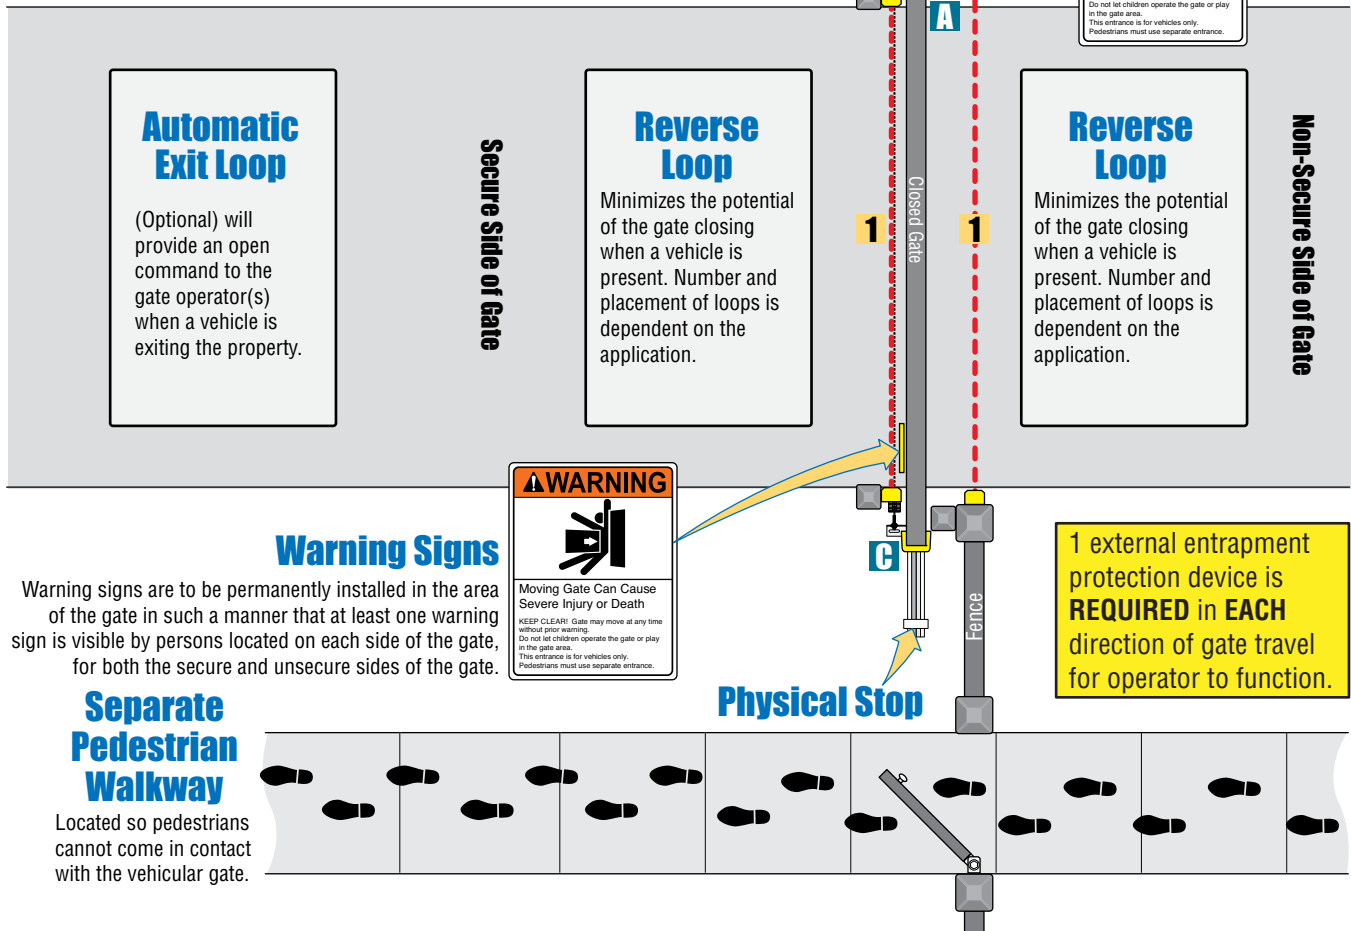 A
Do not let children operate the gate or play
in the gate area.
This entrance is for vehicles only.
Pedestrians must use separate entrance.
Automatic
Exit Loop
(Optional) will
provide an open
command to the
gate operator(s)
when a vehicle is
exiting the property.
Secure Side of Gate
Reverse
Loop
Minimizes the potential
of the gate closing
when a vehicle is
present. Number and
placement of loops is
dependent on the
application.
1
Closed Gate
1
Reverse
Loop
Minimizes the potential
of the gate closing
when a vehicle is
present. Number and
placement of loops is
dependent on the
application.
Non-Secure Side of Gate
Warning Signs
Warning signs are to be permanently installed in the area
of the gate in such a manner that at least one warning
sign is visible by persons located on each side of the gate,
for both the secure and unsecure sides of the gate.
WARNING
Moving Gate Can Cause
Severe Injury or Death
KEEP CLEAR! Gate may move at any time
without prior warning.
Do not let children operate the gate or play
in the gate area.
This entrance is for vehicles only.
Pedestrians must use separate entrance.
C
Fence
Physical Stop
1 external entrapment
protection device is
REQUIRED in EACH
direction of gate travel
for operator to function.
Separate
Pedestrian
Walkway
Located so pedestrians
cannot come in contact
with the vehicular gate.